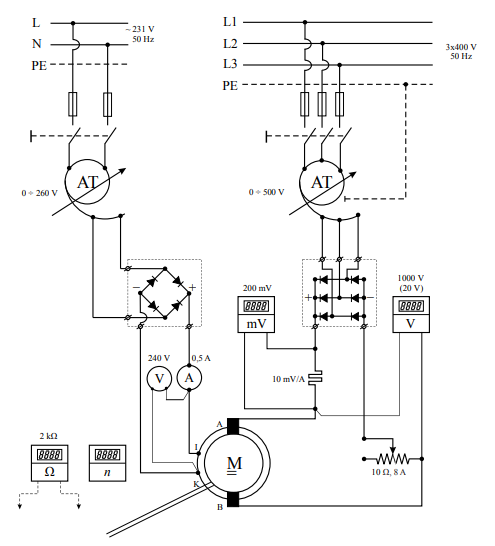 L
~231 V
50 Hz
N
PE
L1
L2
3x400 V
50 Hz
L3
PE
AT
0 ÷ 260 V
AT
0 ÷ 500 V
− +
+ −
200 mV
8888
mV
1000 V
(20 V)
8888
V
240 V
0,5 A
V
A
10 mV/A
A
I
M
K
B
10 Ω, 8 A
2 kΩ
8888
Ω
8888
n